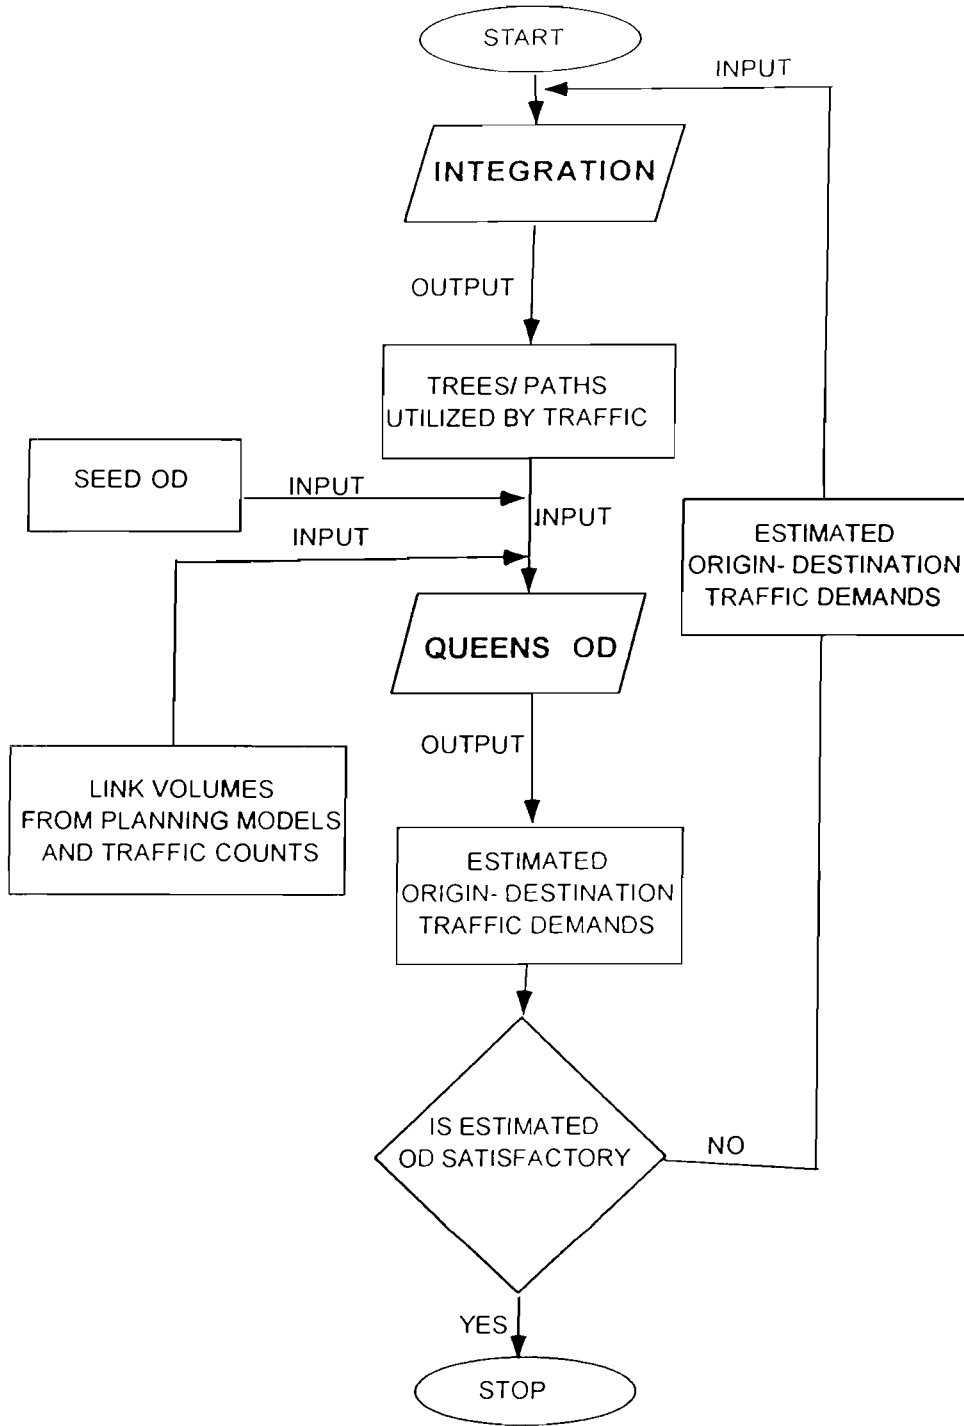 START
INPUT
INTEGRATION
OUTPUT
TREES/ PATHS
UTILIZED BY TRAFFIC
SEED OD
INPUT
INPUT
INPUT
ESTIMATED
ORIGIN- DESTINATION
TRAFFIC DEMANDS
QUEENS OD
OUTPUT
LINK VOLUMES
FROM PLANNING MODELS
AND TRAFFIC COUNTS
ESTIMATED
ORIGIN- DESTINATION
TRAFFIC DEMANDS
IS ESTIMATED
OD SATISFACTORY
NO
YES
STOP